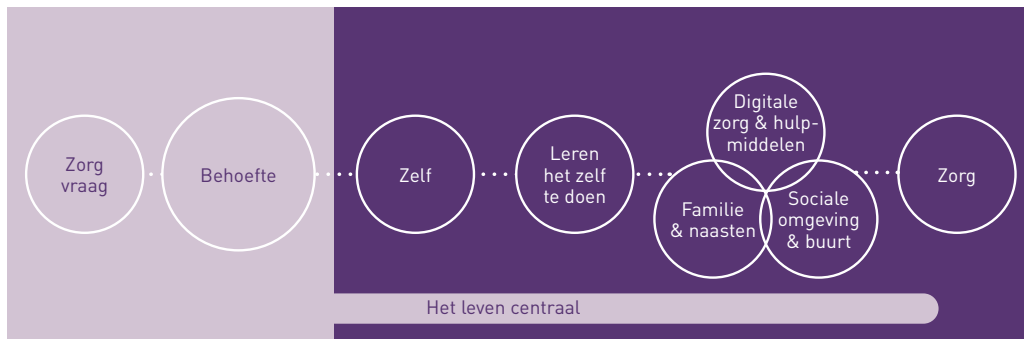 Zorg
vraag
Behoefte
Zelf
Leren
het zelf
te doen
Digitale
zorg & hulp-
middelen
Familie
& naasten
Sociale
omgeving
& buurt
Zorg
Het leven centraal